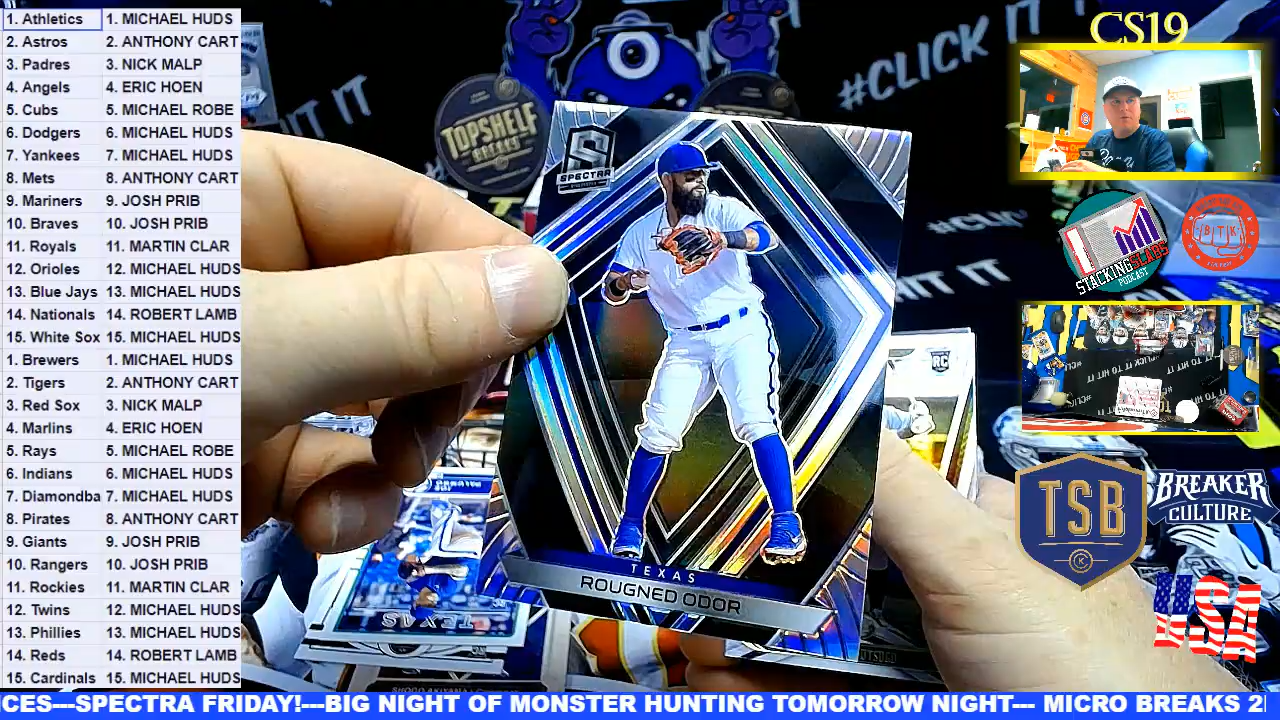 1. Athletics 1. MICHAEL HUDS
2. Astros 2. ANTHONY CART
3. Padres 3. NICK MALP
4. Angels 4. ERIC HOEN
5. Cubs 5. MICHAEL ROBE
6. Dodgers 6. MICHAEL HUDS
7. Yankees 7. MICHAEL HUDS
8. Mets 8. ANTHONY CART
9. Mariners 9. JOSH PRIB
10. Braves 10. JOSH PRIB
11. Royals 11. MARTIN CLAR
12. Orioles 12. MICHAEL HUDS
13. Blue Jays 13. MICHAEL HUDS
14. Nationals 14. ROBERT LAMB
15. White Sox 15. MICHAEL HUDS
1. Brewers 1. MICHAEL HUDS
2. Tigers 2. ANTHONY CART
3. Red Sox 3. NICK MALP
4. Marlins 4. ERIC HOEN
5. Rays 5. MICHAEL ROBE
6. Indians 6. MICHAEL HUDS
7. Diamondba 7. MICHAEL HUDS
8. Pirates 8. ANTHONY CART
9. Giants 9. JOSH PRIB
10. Rangers 10. JOSH PRIB
11. Rockies 11. MARTIN CLAR
12. Twins 12. MICHAEL HUDS
13. Phillies 13. MICHAEL HUDS
14. Reds 14. ROBERT LAMB
15. Cardinals 15. MICHAEL HUDS
TOPSHELF
BREAKS
#CLICK IT
HIT IT
SPECTRA
TEXAS
ROUGNED ODOR
RC
TEXAS
#CLICK
HIT IT
CS19
STACKING SLABS
PODCAST
BTK
TSB
K
BREAKER
CULTURE
USA
CES---SPECTRA FRIDAY!---BIG NIGHT OF MONSTER HUNTING TOMORROW NIGHT--- MICRO BREAKS 2